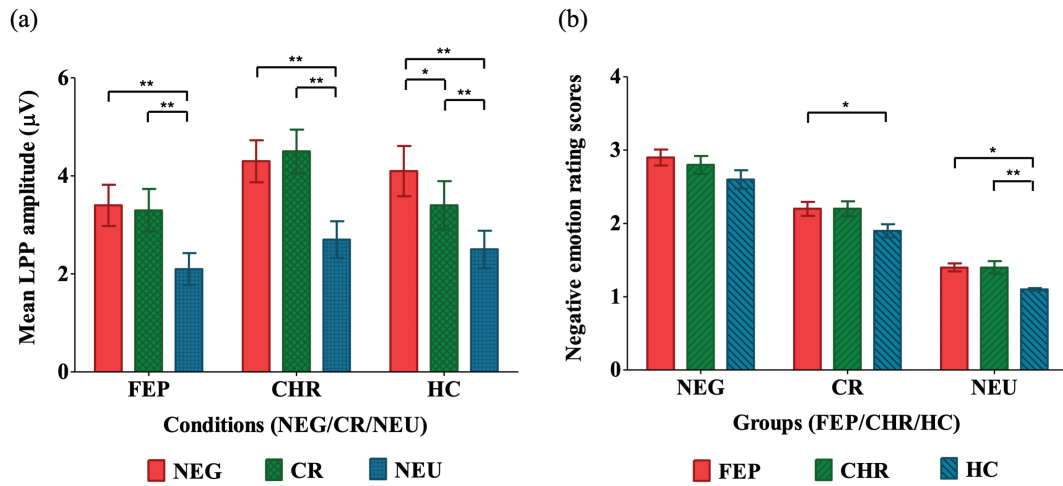 (a)
Mean LPP amplitude (µV)
6
4
2
0
**
**
**
**
**
*
**
FEP
CHR
HC
Conditions (NEG/CR/NEU)
NEG
CR
NEU
(b)
Negative emotion rating scores
4
3
2
1
0
*
*
**
NEG
CR
NEU
Groups (FEP/CHR/HC)
FEP
CHR
HC